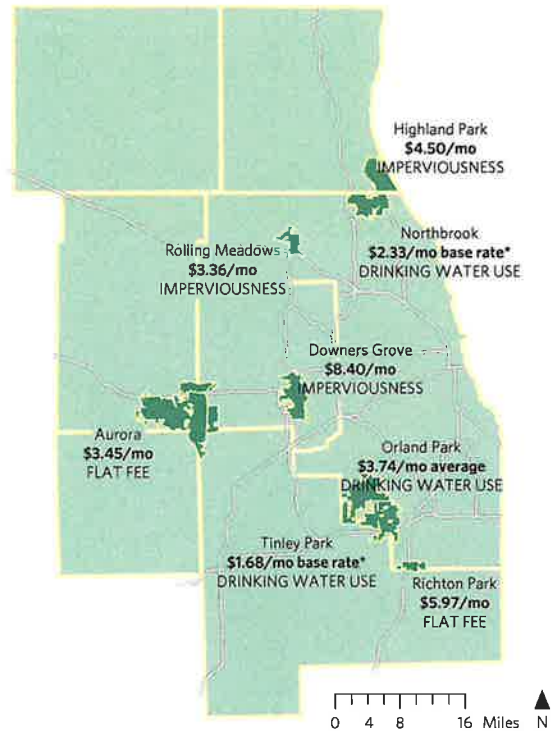 Highland Park
$4.50/mo
IMPERVIOUSNESS
Northbrook
$2.33/mo base rate*
DRINKING WATER USE
Rolling Meadows
$3.36/mo
IMPERVIOUSNESS
Downers Grove
$8.40/mo
IMPERVIOUSNESS
Aurora
$3.45/mo
FLAT FEE
Orland Park
$3.74/mo average
DRINKING WATER USE
Tinley Park
$1.68/mo base rate*
DRINKING WATER USE
Richton Park
$5.97/mo
FLAT FEE
0 4 8 16 Miles N